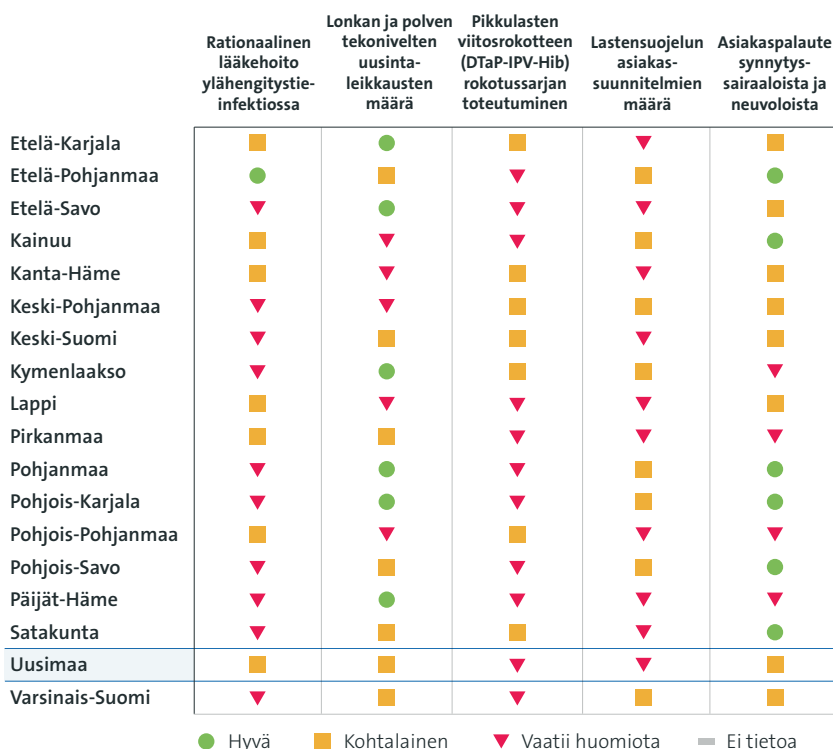 Rationaalinen
lääkehoito
ylähengitystie-
infektiossa
Lonkan ja polven
tekonivelten
uusinta-
leikkausten
määrä
Pikkulasten
viitosrokotteen
(DTaP-IPV-Hib)
rokotussarjan
toteutuminen
Lastensuojelun
asiakas-
suunnitelmien
määrä
Asiakaspalaute
synnytys-
sairaaloista ja
neuvoloista
Etelä-Karjala
Etelä-Pohjanmaa
Etelä-Savo
Kainuu
Kanta-Häme
Keski-Pohjanmaa
Keski-Suomi
Kymenlaakso
Lappi
Pirkanmaa
Pohjanmaa
Pohjois-Karjala
Pohjois-Pohjanmaa
Pohjois-Savo
Päijät-Häme
Satakunta
Uusimaa
Varsinais-Suomi
Hyvä Kohtalainen Vaatii huomiota Ei tietoa